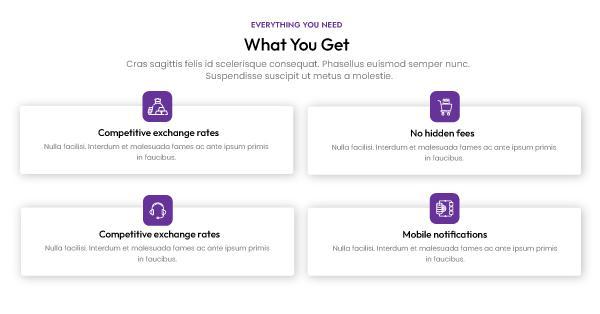 EVERYTHING YOU NEED
What You Get
Cras sagittis felis id scelerisque consequat. Phasellus euismod semper nunc.
Suspendisse suscipit ut metus a molestie.
Competitive exchange rates
Nulla facilisi. Interdum et malesuada fames ac ante ipsum primis
in faucibus.
No hidden fees
Nulla facilisi. Interdum et malesuada fames ac ante ipsum primis
in faucibus.
Competitive exchange rates
Nulla facilisi. Interdum et malesuada fames ac ante ipsum primis
in faucibus.
Mobile notifications
Nulla facilisi. Interdum et malesuada fames ac ante ipsum primis
in faucibus.